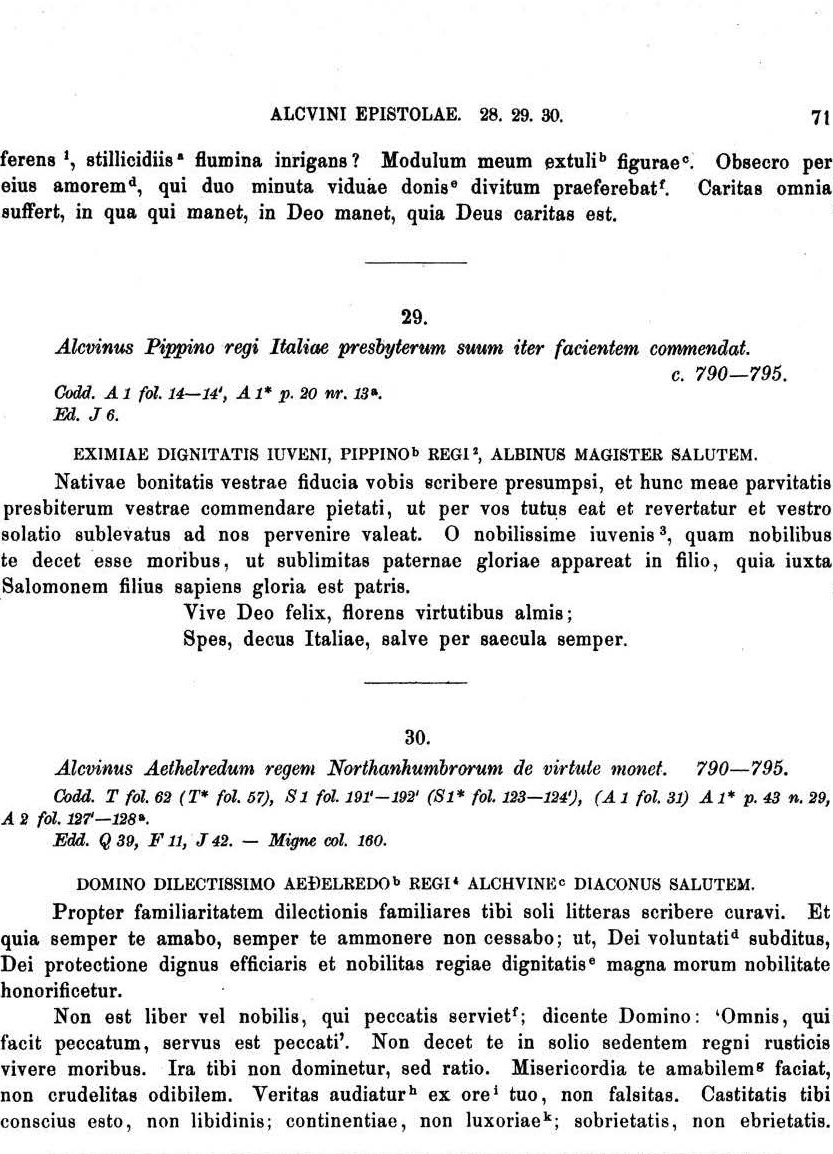 ALCVINI EPISTOLAE. 28. 29. 30. 71
ferens ¹, stillicidiis ᵃ flumina inrigans? Modulum meum extuli ᵇ figurae ᶜ. Obsecro per
eius amorem ᵈ, qui duo minuta viduae donis ᵉ divitum praeferebat ᶠ. Caritas omnia
suffert, in qua qui manet, in Deo manet, quia Deus caritas est.
29.
Alcvinus Pippino regi Italiae presbyterum suum iter facientem commendat.
c. 790—795.
Codd. A 1 fol. 14—14', A 1* p. 20 nr. 13 ᵃ.
Ed. J 6.
EXIMIAE DIGNITATIS IUVENI, PIPPINO ᵇ REGI ², ALBINUS MAGISTER SALUTEM.
Nativae bonitatis vestrae fiducia vobis scribere presumpsi, et hunc meae parvitatis
presbiterum vestrae commendare pietati, ut per vos tutus eat et revertatur et vestro
solatio sublevatus ad nos pervenire valeat. O nobilissime iuvenis ³, quam nobilibus
te decet esse moribus, ut sublimitas paternae gloriae appareat in filio, quia iuxta
Salomonem filius sapiens gloria est patris.
Vive Deo felix, florens virtutibus almis;
Spes, decus Italiae, salve per saecula semper.
30.
Alcvinus Aethelredum regem Northanhumbrorum de virtute monet. 790—795.
Codd. T fol. 62 (T* fol. 57), S 1 fol. 191'—192' (S1* fol. 123—124'), (A 1 fol. 31) A 1* p. 43 n. 29,
A 2 fol. 127'—128 ᵃ.
Edd. Q 39, F 11, J 42. — Migne col. 160.
DOMINO DILECTISSIMO AEĐELREDO ᵇ REGI ⁴ ALCHVINE ᶜ DIACONUS SALUTEM.
Propter familiaritatem dilectionis familiares tibi soli litteras scribere curavi. Et
quia semper te amabo, semper te ammonere non cessabo; ut, Dei voluntati ᵈ subditus,
Dei protectione dignus efficiaris et nobilitas regiae dignitatis ᵉ magna morum nobilitate
honorificetur.
Non est liber vel nobilis, qui peccatis serviet ᶠ; dicente Domino: ‘Omnis, qui
facit peccatum, servus est peccati’. Non decet te in solio sedentem regni rusticis
vivere moribus. Ira tibi non dominetur, sed ratio. Misericordia te amabilem ᵍ faciat,
non crudelitas odibilem. Veritas audiatur ʰ ex ore ⁱ tuo, non falsitas. Castitatis tibi
conscius esto, non libidinis; continentiae, non luxoriae ᵏ; sobrietatis, non ebrietatis.